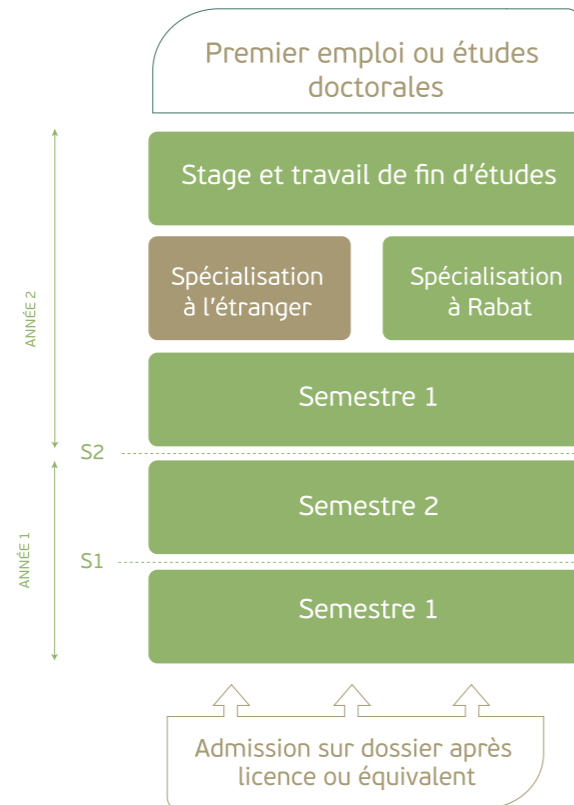 Premier emploi ou études
doctorales
Stage et travail de fin d'études
Spécialisation
à l'étranger
Spécialisation
à Rabat
ANNÉE 2
Semestre 1
S2
Semestre 2
ANNÉE 1
S1
Semestre 1
Admission sur dossier après
licence ou équivalent